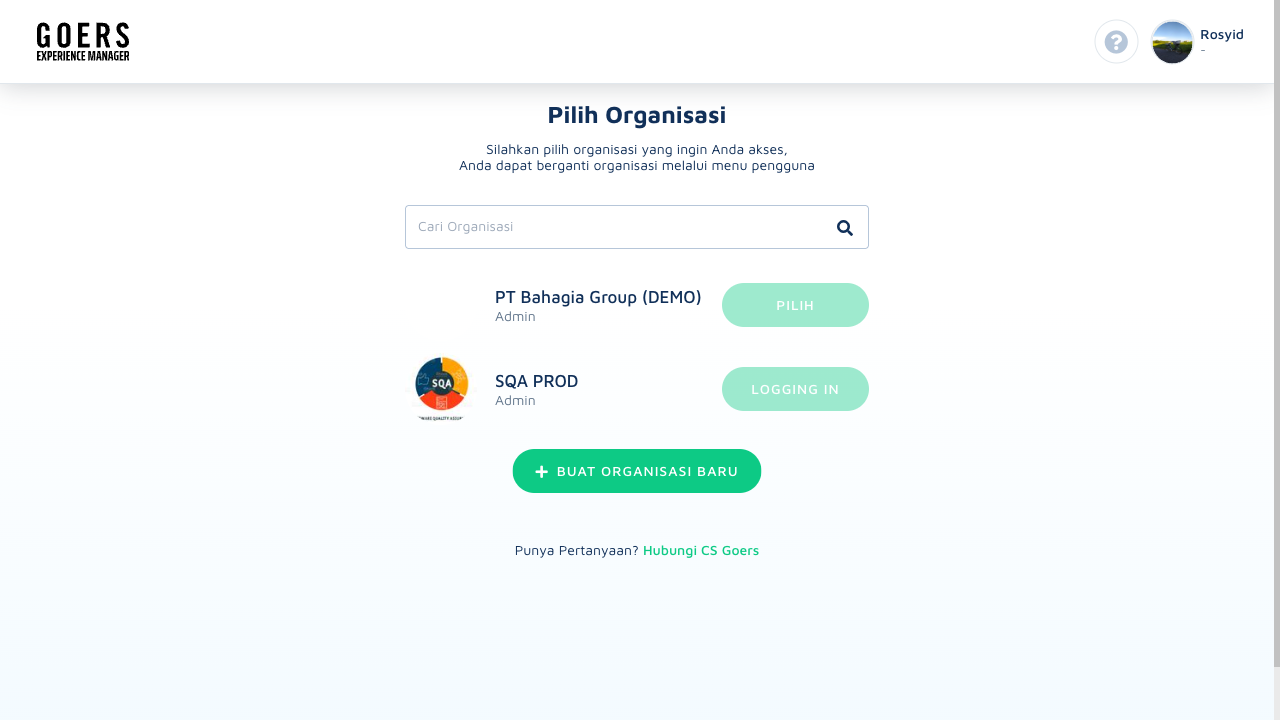 GOERS
EXPERIENCE MANAGER
Rosyid
-
Pilih Organisasi
Silahkan pilih organisasi yang ingin Anda akses,
Anda dapat berganti organisasi melalui menu pengguna
Cari Organisasi
PT Bahagia Group (DEMO)
Admin
PILIH
SQA
SQA PROD
Admin
LOGGING IN
BUAT ORGANISASI BARU
Punya Pertanyaan? Hubungi CS Goers